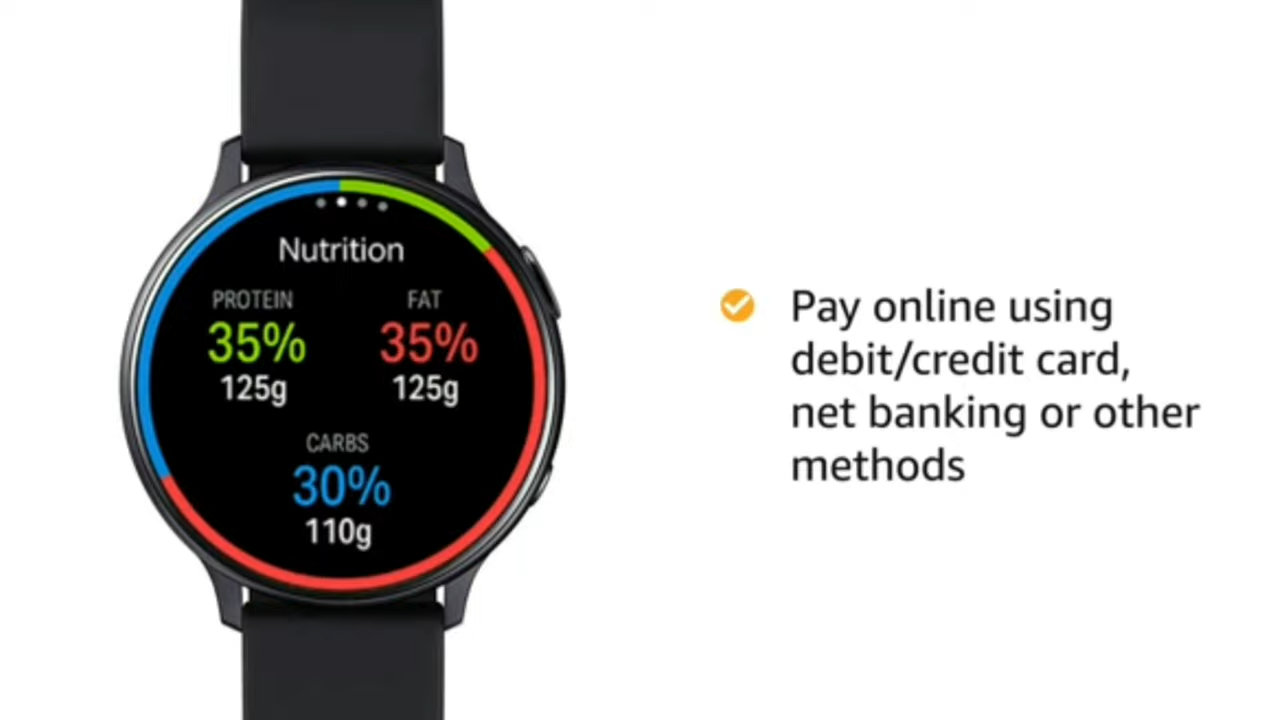 Nutrition
PROTEIN FAT
35% 35%
125g 125g
CARBS
30%
110g
Pay online using
debit/credit card,
net banking or other
methods